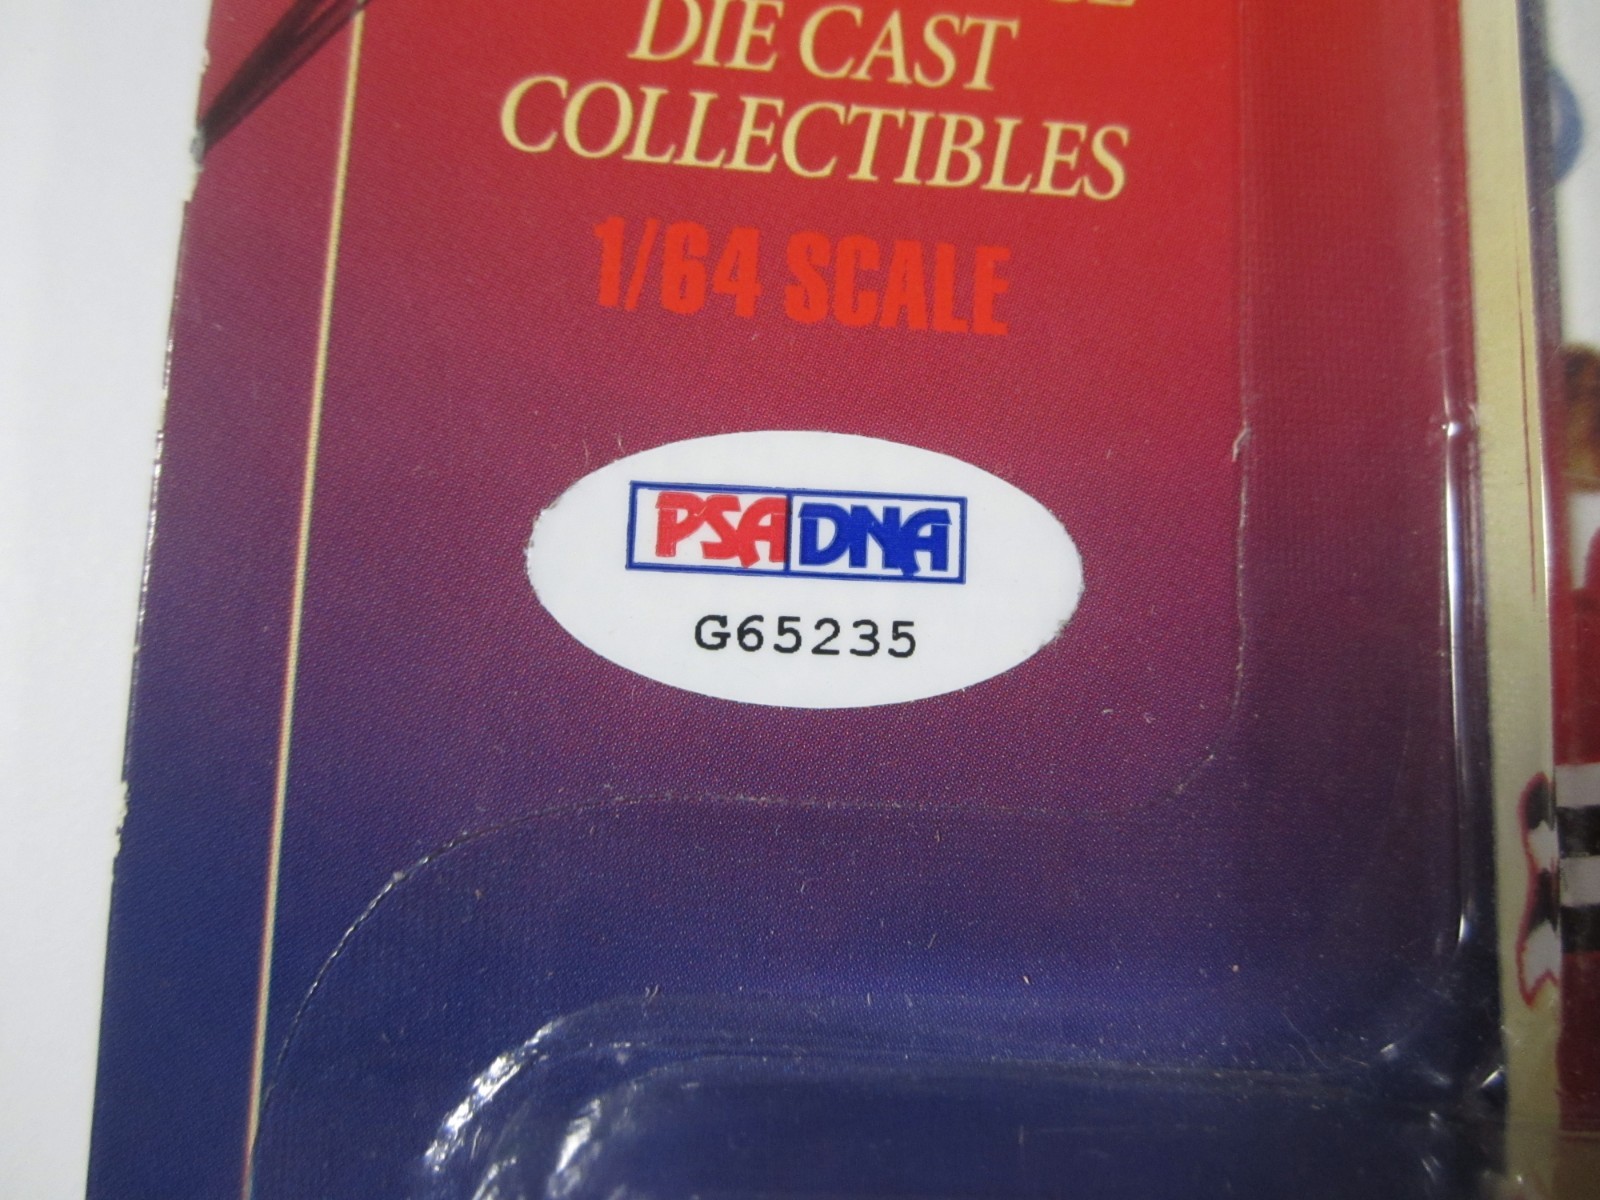 DIE CAST
COLLECTIBLES
1/64 SCALE
PSA DNA
G65235